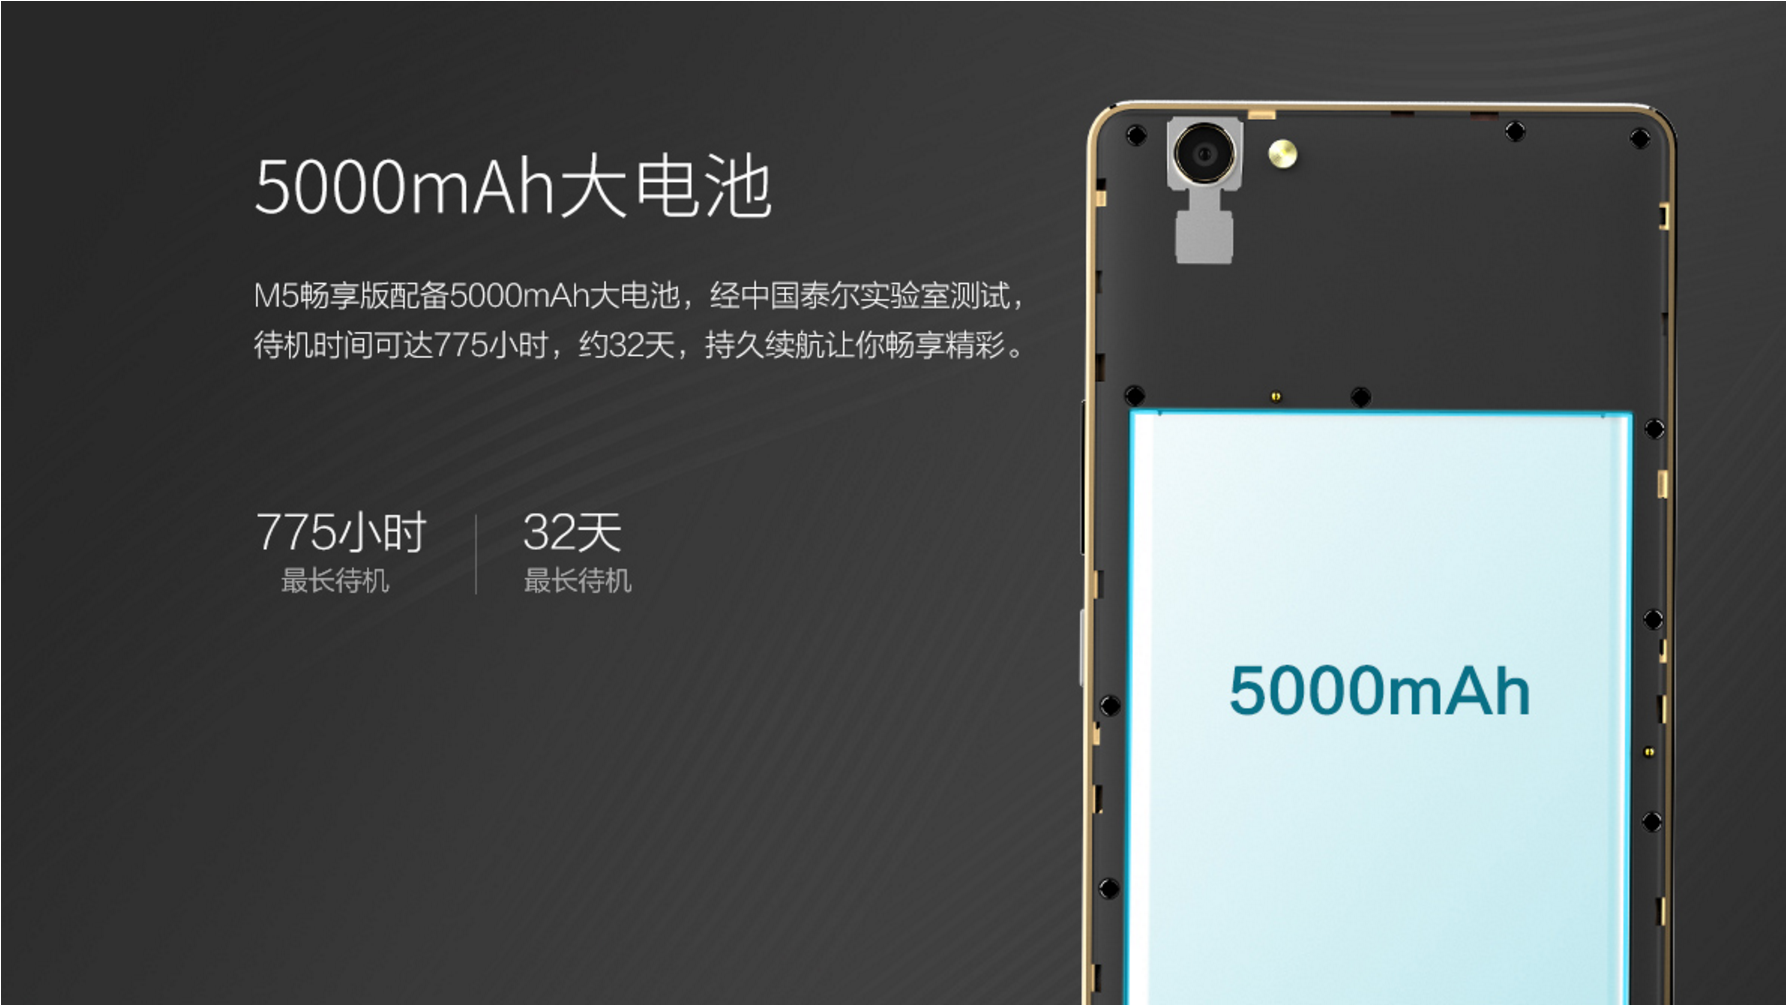 5000mAh大电池
M5畅享版配备5000mAh大电池，经中国泰尔实验室测试，
待机时间可达775小时，约32天，持久续航让你畅享精彩。
775小时
最长待机
32天
最长待机
5000mAh